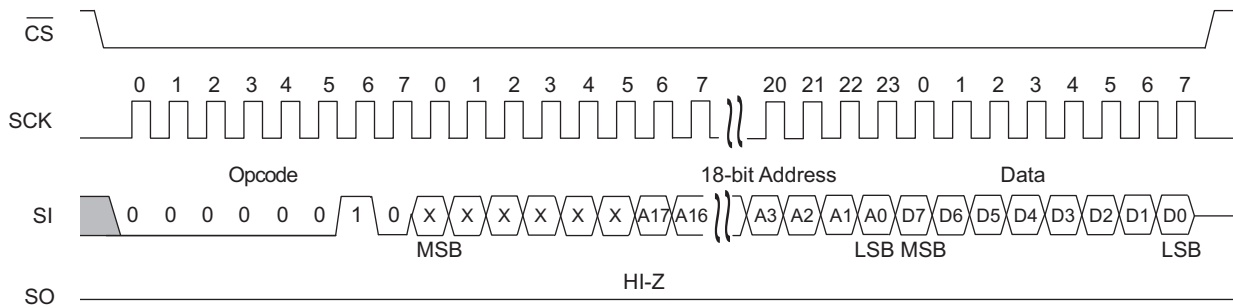 CS
0 1 2 3 4 5 6 7 0 1 2 3 4 5 6 7 20 21 22 23 0 1 2 3 4 5 6 7
SCK
Opcode 18-bit Address Data
SI 0 0 0 0 0 0 1 0 X X X X X X A17 A16 A3 A2 A1 A0 D7 D6 D5 D4 D3 D2 D1 D0
MSB LSB MSB LSB
HI-Z
SO